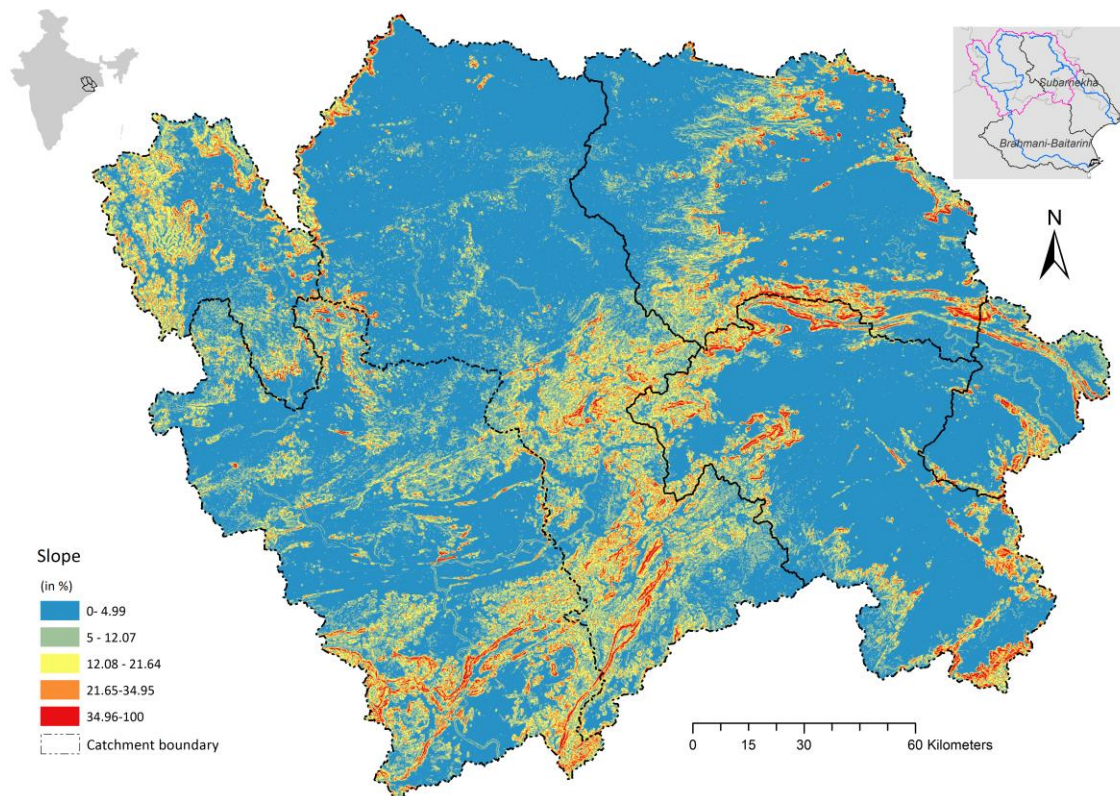 Subarnekha
Brahmani-Baitarini
N
Slope
(in %)
0- 4.99
5 - 12.07
12.08 - 21.64
21.65-34.95
34.96-100
Catchment boundary
0 15 30 60 Kilometers